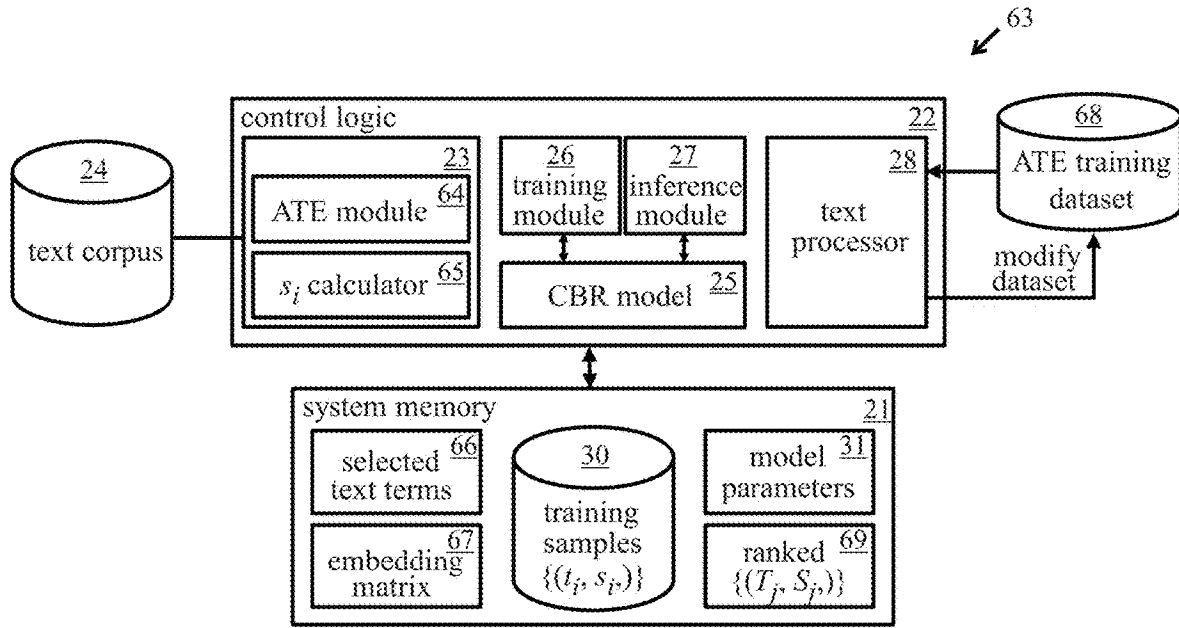 63
control logic
22
24
text corpus
23
ATE module
64
s_i calculator
65
26
training
module
27
inference
module
CBR model
25
28
text
processor
68
ATE training
dataset
modify
dataset
system memory
21
66
selected
text terms
67
embedding
matrix
30
training
samples
{(t_i, s_i,)}
31
model
parameters
69
ranked
{(T_j, S_j,)}